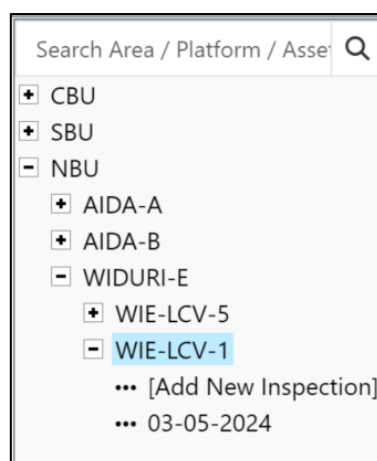 Search Area / Platform / Asse
CBU
SBU
NBU
AIDA-A
AIDA-B
WIDURI-E
WIE-LCV-5
WIE-LCV-1
[Add New Inspection]
03-05-2024